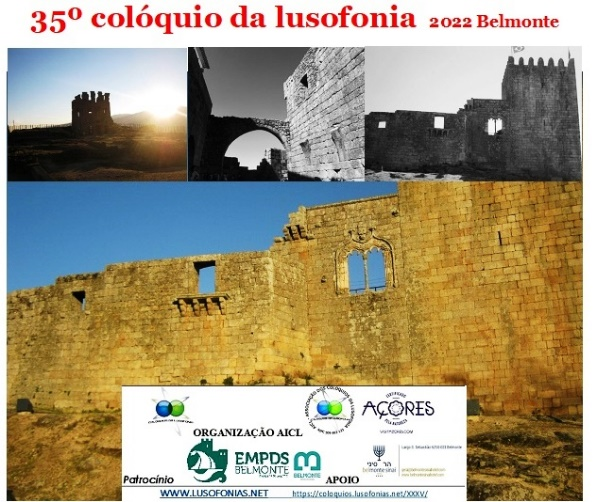 35º colóquio da lusofonia 2022 Belmonte
AÇORES
ORGANIZAÇÃO AICL
EMPDS
BELMONTE
BELMONTE
Patrocínio
APOIO
WWW.LUSOFONIAS.NET
https://coloquios.lusofonias.net/XXXV/